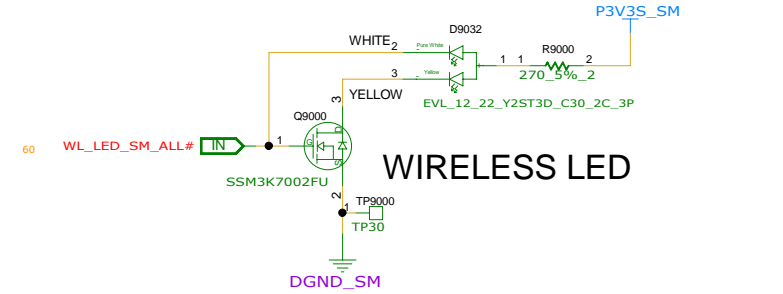 P3V3S_SM
D9032
WHITE 2 Pure White
R9000
1 1 2
3 Yellow
270_5%_2
YELLOW
EVL_12_22_Y2ST3D_C30_2C_3P
3
Q9000
D
60 WL_LED_SM_ALL# IN 1 G
S
WIRELESS LED
SSM3K7002FU
2
1 TP9000
TP30
DGND_SM